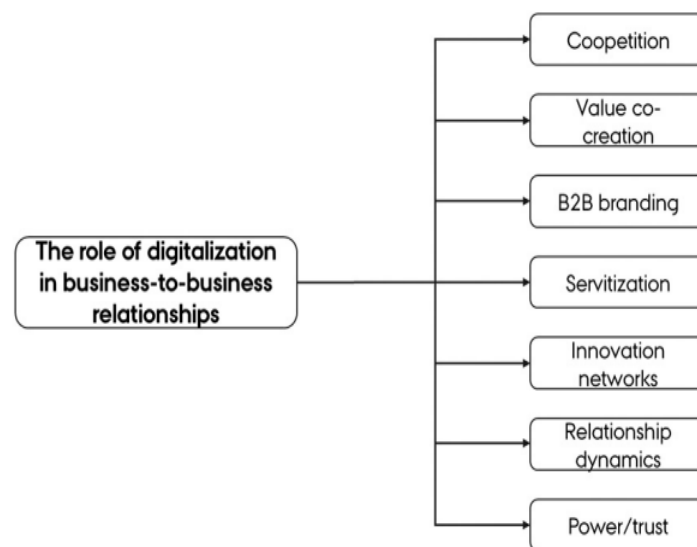 The role of digitalization
in business-to-business
relationships
Coopetition
Value co-
creation
B2B branding
Servitization
Innovation
networks
Relationship
dynamics
Power/trust